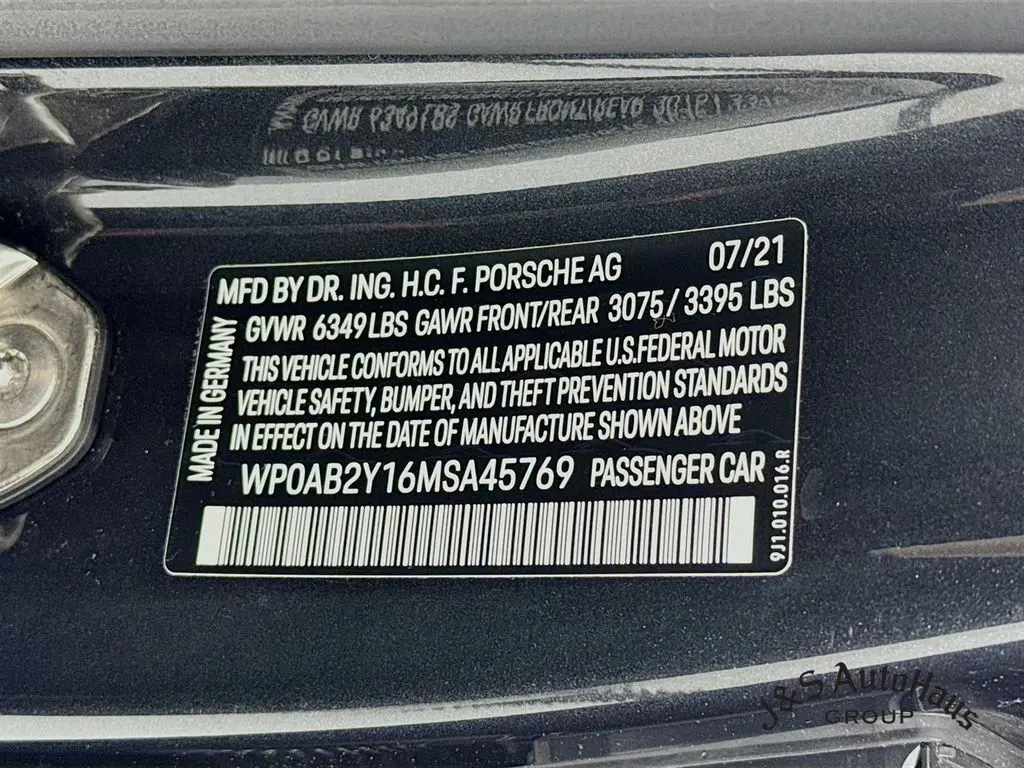 MFD BY DR. ING. H.C. F. PORSCHE AG 07/21
GVWR 6349 LBS GAWR FRONT/REAR 3075 / 3395 LBS
THIS VEHICLE CONFORMS TO ALL APPLICABLE U.S.FEDERAL MOTOR
VEHICLE SAFETY, BUMPER, AND THEFT PREVENTION STANDARDS
IN EFFECT ON THE DATE OF MANUFACTURE SHOWN ABOVE
WP0AB2Y16MSA45769 PASSENGER CAR
MADE IN GERMANY
9J1.010.016.R
J&S AutoHaus
GROUP